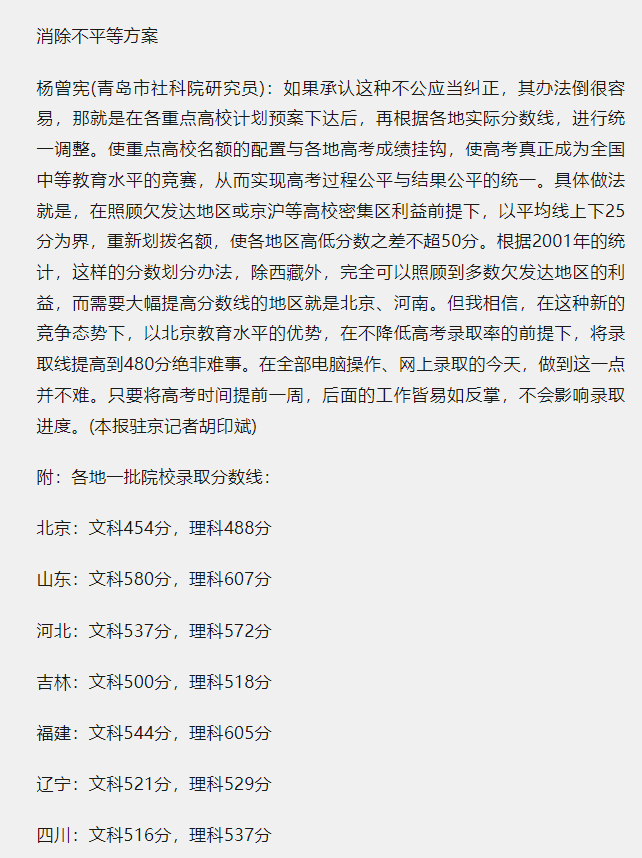 消除不平等方案
杨曾宪(青岛市社科院研究员)：如果承认这种不公应当纠正，其办法倒很容
易，那就是在各重点高校计划预案下达后，再根据各地实际分数线，进行统
一调整。使重点高校名额的配置与各地高考成绩挂钩，使高考真正成为全国
中等教育水平的竞赛，从而实现高考过程公平与结果公平的统一。具体做法
就是，在照顾欠发达地区或京沪等高校密集区利益前提下，以平均线上下25
分为界，重新划拨名额，使各地区高低分数之差不超50分。根据2001年的统
计，这样的分数划分办法，除西藏外，完全可以照顾到多数欠发达地区的利
益，而需要大幅提高分数线的地区就是北京、河南。但我相信，在这种新的
竞争态势下，以北京教育水平的优势，在不降低高考录取率的前提下，将录
取线提高到480分绝非难事。在全部电脑操作、网上录取的今天，做到这一点
并不难。只要将高考时间提前一周，后面的工作皆易如反掌，不会影响录取
进度。(本报驻京记者胡印斌)
附：各地一批院校录取分数线：
北京：文科454分，理科488分
山东：文科580分，理科607分
河北：文科537分，理科572分
吉林：文科500分，理科518分
福建：文科544分，理科605分
辽宁：文科521分，理科529分
四川：文科516分，理科537分